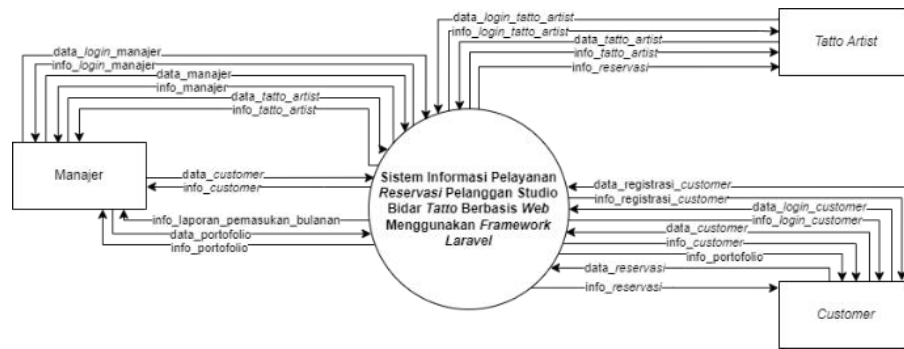 data_login_tatto_artist
info_login_tatto_artist
data_tatto_artist
info_tatto_artist
info_reservasi
Tatto Artist
data_login_manajer
info_login_manajer
data_manajer
info_manajer
data_tatto_artist
info_tatto_artist
Manajer
data_customer
info_customer
info_laporan_pemasukan_bulanan
data_portofolio
info_portofolio
Sistem Informasi Pelayanan
Reservasi Pelanggan Studio
Bidar Tatto Berbasis Web
Menggunakan Framework
Laravel
data_registrasi_customer
info_registrasi_customer
data_login_customer
info_login_customer
data_customer
info_customer
info_portofolio
data_reservasi
info_reservasi
Customer